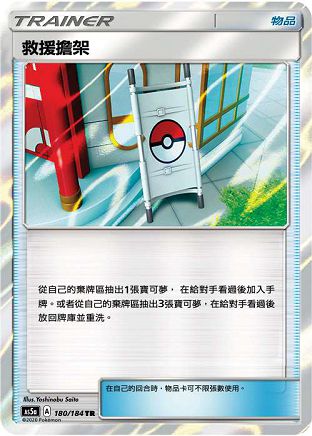 TRAINER
物品
救援擔架
從自己的棄牌區抽出1張寶可夢，在給對手看過後加入手
牌。或者從自己的棄牌區抽出3張寶可夢，在給對手看過後
放回牌庫並重洗。
Illus. Yoshinobu Saito
在自己的回合時，物品卡可不限張數使用。
AS5a A 180/184 TR
©2020 Pokémon